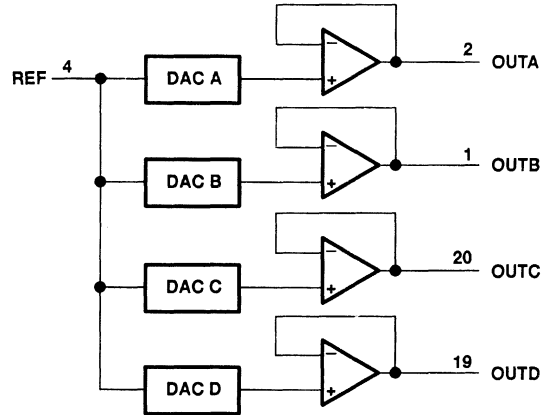 2 OUTA
REF 4
DAC A
− +
1 OUTB
DAC B
− +
20 OUTC
DAC C
− +
19 OUTD
DAC D
− +